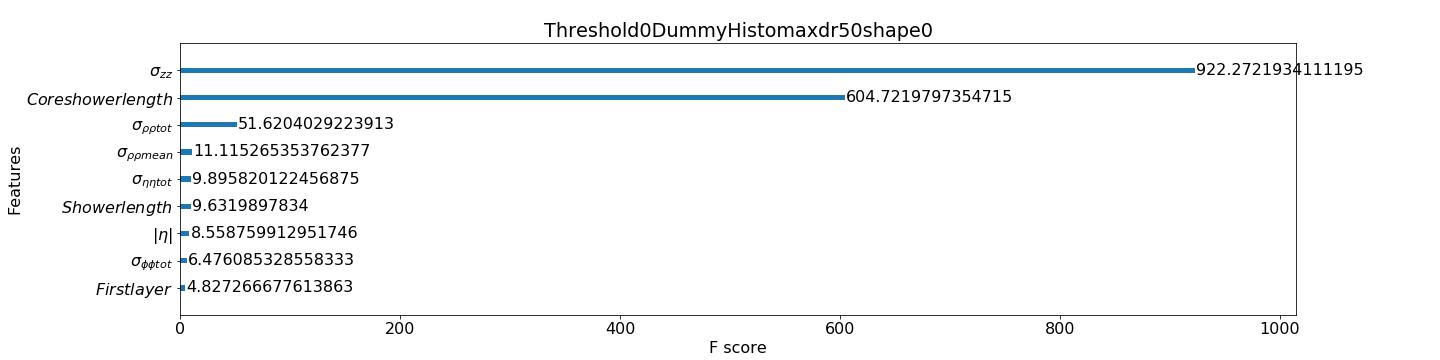 Threshold0DummyHistomaxdr50shape0
σzz 922.2721934111195
Coreshowerlength 604.7219797354715
σρρtot 51.6204029223913
σρρmean 11.115265353762377
σηηtot 9.895820122456875
Showerlength 9.6319897834
|η| 8.558759912951746
σϕϕtot 6.476085328558333
Firstlayer 4.827266677613863
Features
0 200 400 600 800 1000
F score